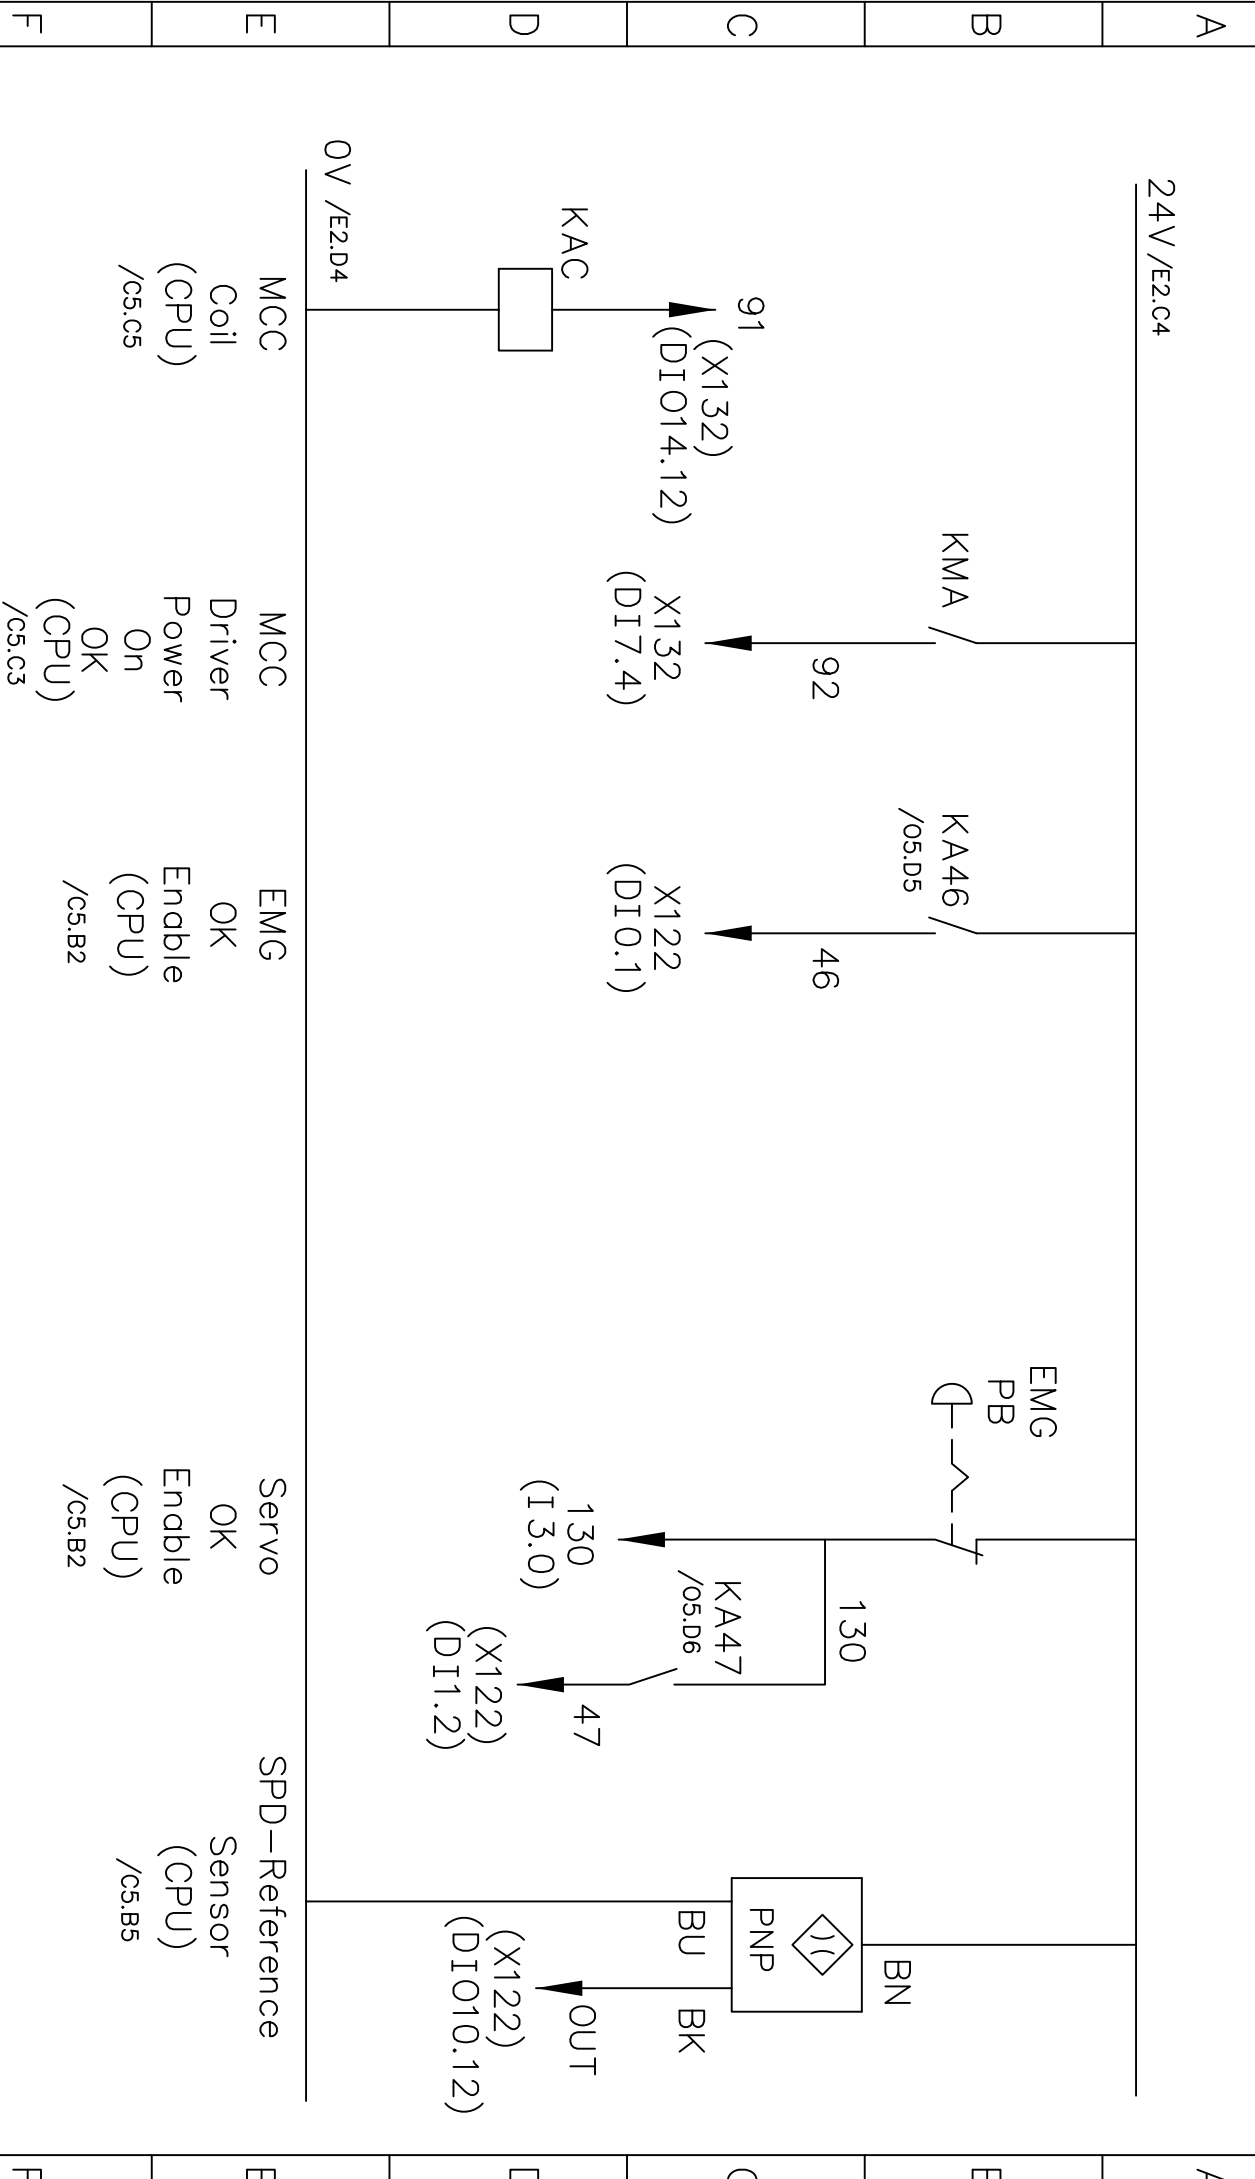 A
B
C
D
E
F
24V /E2.C4
0V /E2.D4
91
(X132)
(DIO14.12)
KAC
MCC
Coil
(CPU)
/C5.C5
KMA
92
X132
(DI7.4)
MCC
Driver
Power
On
OK
(CPU)
/C5.C3
KA46
/05.D5
46
X122
(DI0.1)
EMG
OK
Enable
(CPU)
/C5.B2
EMG
PB
130
130
(I3.0)
KA47
/05.D6
47
(X122)
(DI1.2)
Servo
OK
Enable
(CPU)
/C5.B2
BN
PNP
BU
BK
OUT
(X122)
(DIO10.12)
SPD-Reference
Sensor
(CPU)
/C5.B5